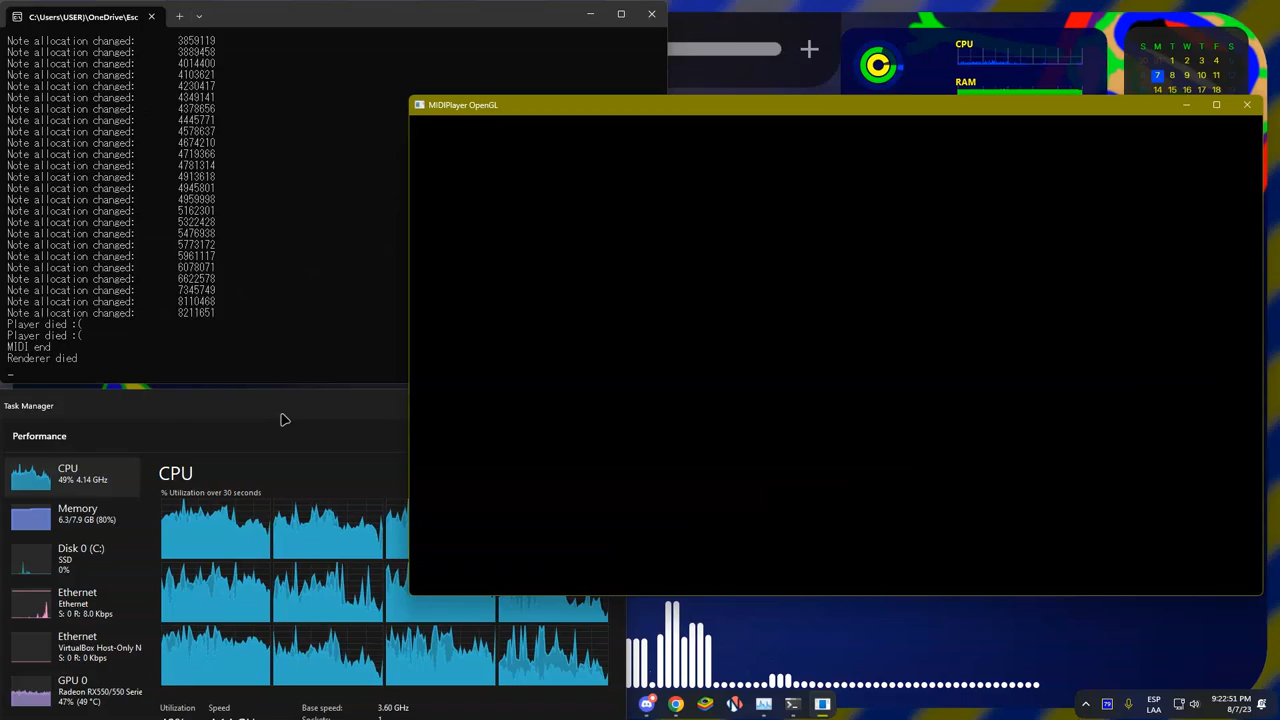 C:\Users\USER)\OneDrive\Esc
Note allocation changed: 3859119
Note allocation changed: 3889458
Note allocation changed: 4014400
Note allocation changed: 4103621
Note allocation changed: 4230417
Note allocation changed: 4349141
Note allocation changed: 4378856
Note allocation changed: 4445771
Note allocation changed: 4578637
Note allocation changed: 4674210
Note allocation changed: 4719366
Note allocation changed: 4781314
Note allocation changed: 4913618
Note allocation changed: 4945801
Note allocation changed: 4959998
Note allocation changed: 5162301
Note allocation changed: 5322428
Note allocation changed: 5476938
Note allocation changed: 5773172
Note allocation changed: 5961117
Note allocation changed: 6078071
Note allocation changed: 6622578
Note allocation changed: 7345749
Note allocation changed: 8110468
Note allocation changed: 8211651
Player died :(
Player died :(
MIDI end
Renderer died
CPU
RAM
S M T W T F S
1 2 3 4
7 8 9 10 11
14 15 16 17 18
MIDIPlayer OpenGL
Task Manager
Performance
CPU
49% 4.14 GHz
Memory
6.3/7.9 GB (80%)
Disk 0 (C:)
SSD
0%
Ethernet
Ethernet
S: 0 R: 8.0 Kbps
Ethernet
VirtualBox Host-Only N
S: 0 R: 0 Kbps
GPU 0
Radeon RX550/550 Serie
47% (49 °C)
CPU
% Utilization over 30 seconds
Utilization
Base speed: 3.60 GHz
79
ESP
LAA
9:22:51 PM
8/7/23